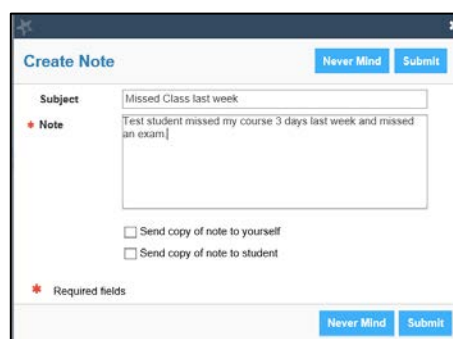 Create Note
Never Mind Submit
Subject Missed Class last week
* Note Test student missed my course 3 days last week and missed
an exam.
Send copy of note to yourself
Send copy of note to student
* Required fields
Never Mind Submit